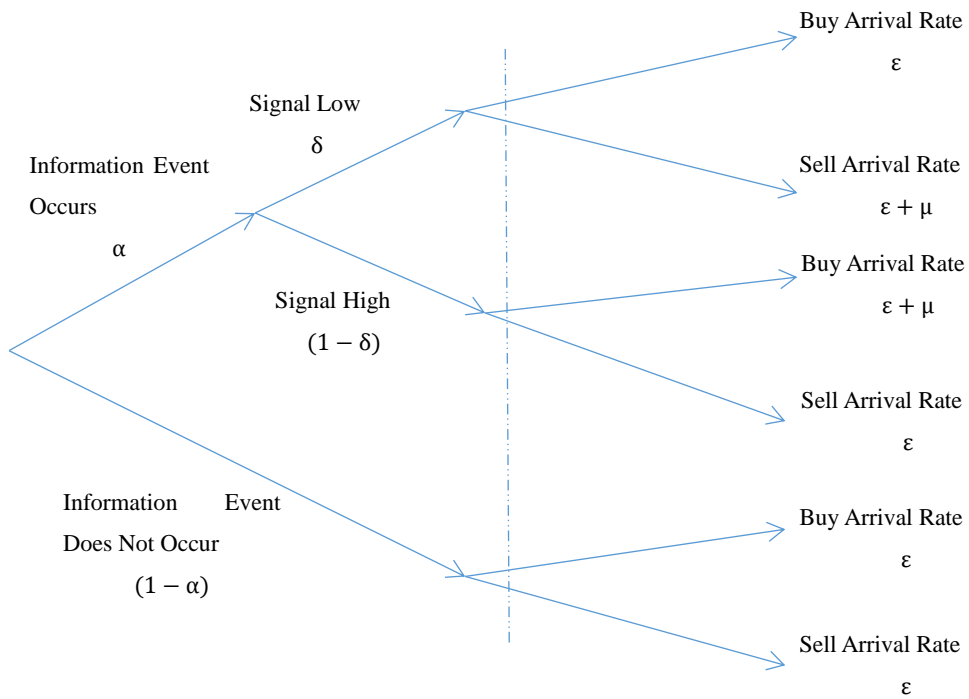 Buy Arrival Rate
ε
Signal Low
δ
Information Event
Occurs
α
Sell Arrival Rate
ε + μ
Buy Arrival Rate
ε + μ
Signal High
(1 − δ)
Sell Arrival Rate
ε
Information Event
Does Not Occur
(1 − α)
Buy Arrival Rate
ε
Sell Arrival Rate
ε